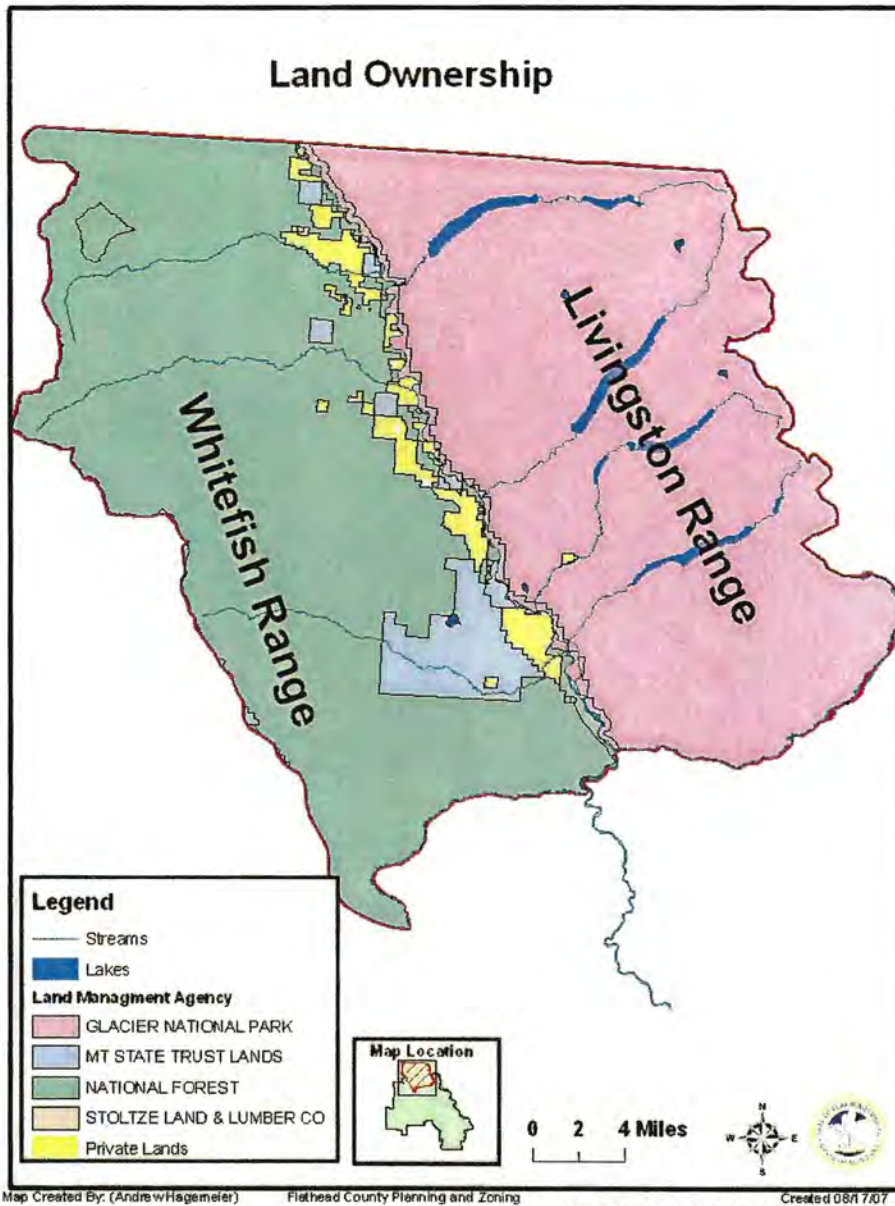 Land Ownership
Whitefish Range
Livingston Range
Legend
Streams
Lakes
Land Managment Agency
GLACIER NATIONAL PARK
MT STATE TRUST LANDS
NATIONAL FOREST
STOLTZE LAND & LUMBER CO
Private Lands
Map Location
0 2 4 Miles
N
W E
S
Map Created By: (Andrew Hagemeier) Flathead County Planning and Zoning Created 08/17/07